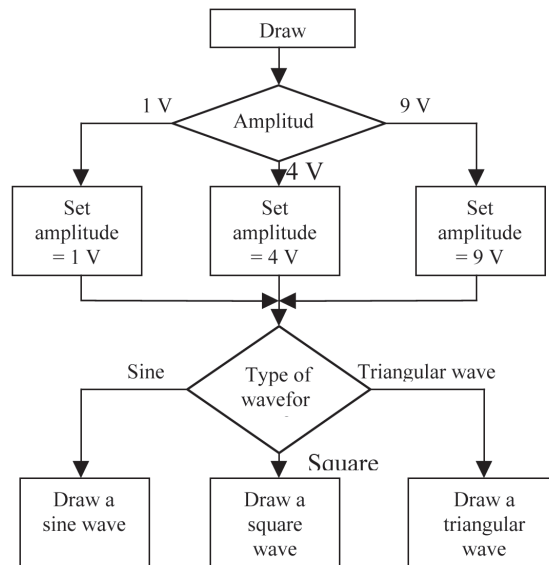 Draw
1 V
9 V
Amplitud
4 V
Set
amplitude
= 1 V
Set
amplitude
= 4 V
Set
amplitude
= 9 V
Sine
Triangular wave
Type of
wavefor
Square
Draw a
sine wave
Draw a
square
wave
Draw a
triangular
wave